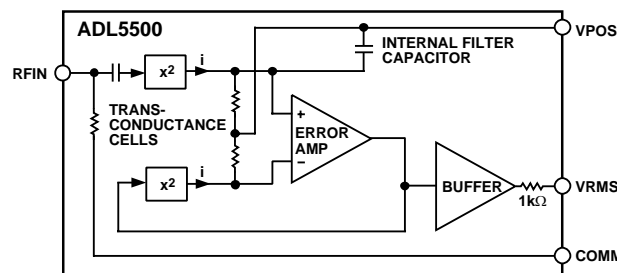 ADL5500
VPOS
INTERNAL FILTER
CAPACITOR
RFIN
x²
i
TRANS-
CONDUCTANCE
CELLS
+
ERROR
AMP
–
x²
i
BUFFER
1kΩ
VRMS
COMM